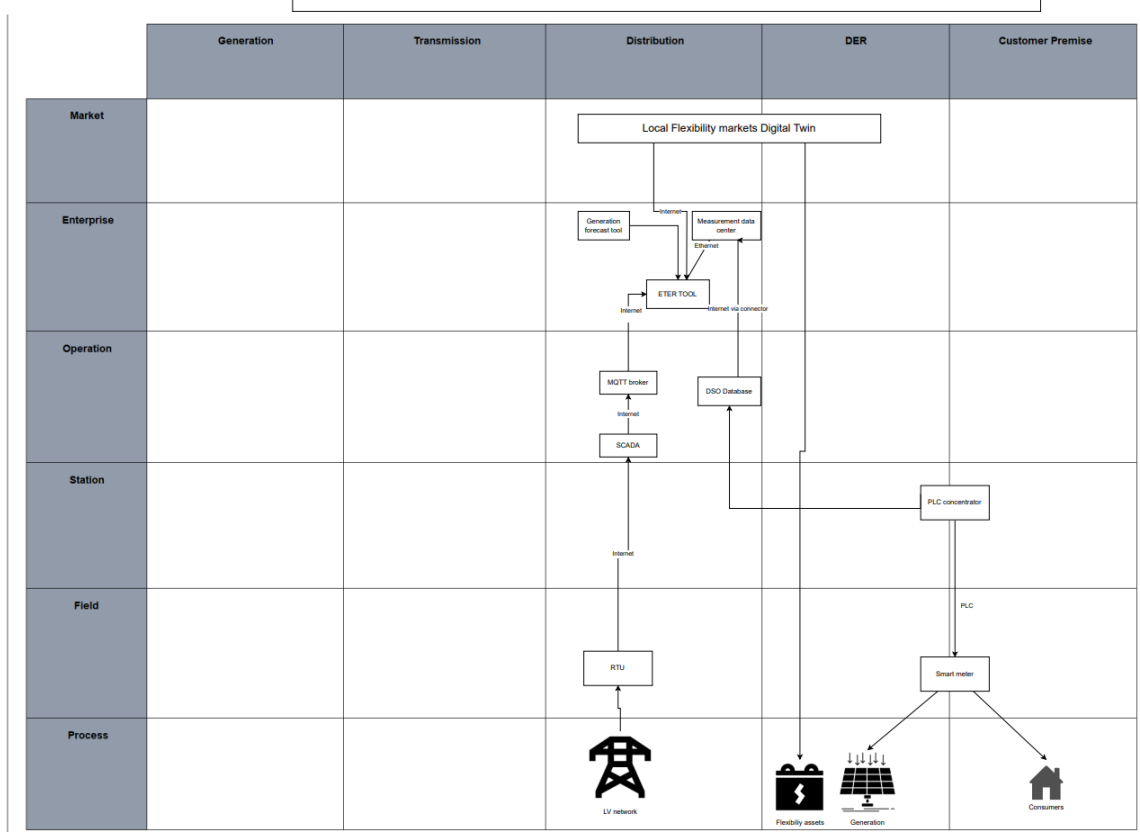 Generation
Transmission
Distribution
DER
Customer Premise
Market
Local Flexibility markets Digital Twin
Enterprise
Generation
forecast tool
Internet
Measurement data
center
Ethernet
ETER TOOL
Internet
Internet via connector
Operation
MQTT broker
DSO Database
Internet
SCADA
Station
PLC concentrator
Internet
Field
PLC
RTU
Smart meter
Process
LV network
Flexibiliy assets
Generation
Consumers